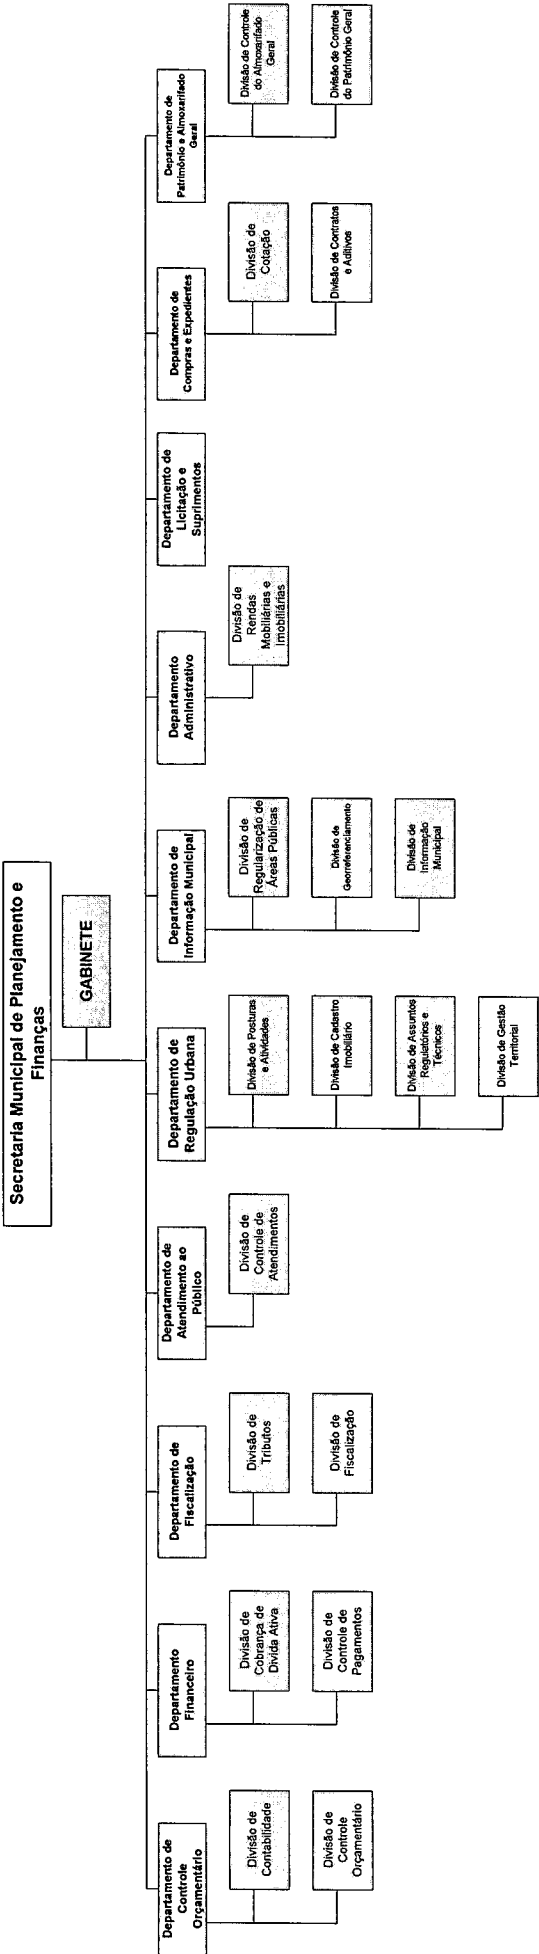 Secretaria Municipal de Planejamento e
Finanças
GABINETE
Departamento de
Controle
Orçamentário
Divisão de
Contabilidade
Divisão de
Controle
Orçamentário
Departamento
Financeiro
Divisão de
Cobrança de
Divida Ativa
Divisão de
Controle de
Pagamentos
Departamento de
Fiscalização
Divisão de
Tributos
Divisão de
Fiscalização
Departamento de
Atendimento ao
Público
Divisão de
Controle de
Atendimentos
Departamento de
Regulação Urbana
Divisão de Posturas
e Atividades
Divisão de Cadastro
Imobiliário
Divisão de Assuntos
Regulatórios e
Técnicos
Divisão de Gestão
Territorial
Departamento de
Informação Municipal
Divisão de
Regularização de
Áreas Públicas
Divisão de
Georreferenciamento
Divisão de
Informação
Municipal
Departamento
Administrativo
Divisão de
Rendas
Mobiliárias e
Imobiliárias
Departamento de
Licitação e
Suprimentos
Departamento de
Compras e Expedientes
Divisão de
Cotação
Divisão de Contratos
e Aditivos
Departamento de
Patrimônio e Almoxarifado
Geral
Divisão de Controle
do Almoxarifado
Geral
Divisão de Controle
do Patrimônio Geral